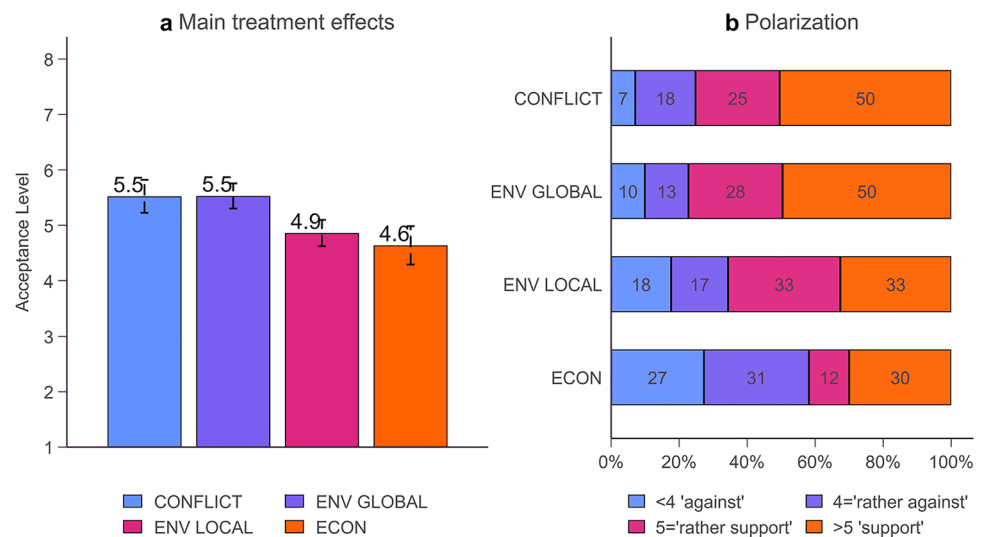 a Main treatment effects
8
7
6
5
4
3
2
1
Acceptance Level
5.5
5.5
4.9
4.6
CONFLICT
ENV GLOBAL
ENV LOCAL
ECON
b Polarization
CONFLICT
7
18
25
50
ENV GLOBAL
10
13
28
50
ENV LOCAL
18
17
33
33
ECON
27
31
12
30
0%
20%
40%
60%
80%
100%
<4 'against'
4='rather against'
5='rather support'
>5 'support'